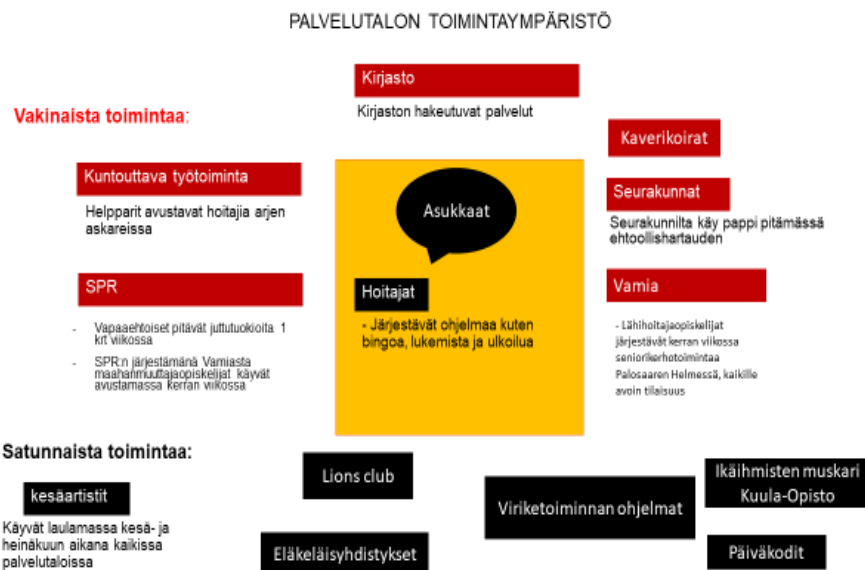 PALVELUTALON TOIMINTAYMPÄRISTÖ
Kirjasto
Kirjaston hakeutuvat palvelut
Vakinaista toimintaa:
Kaverikoirat
Kuntouttava työtoiminta
Helpparit avustavat hoitajia arjen
askareissa
Asukkaat
Seurakunnat
Seurakunnilta käy pappi pitämässä
ehtoollishartauden
SPR
- Vapaaehtoiset pitävät juttutuokioita 1
krt viikossa
- SPR:n järjestämänä Vamiasta
maahanmuuttajaopiskelijat käyvät
avustamassa kerran viikossa
Hoitajat
- Järjestävät ohjelmaa kuten
bingoa, lukemista ja ulkoilua
Vamia
- Lähihoitajaopiskelijat
järjestävät kerran viikossa
seniorikerhotoimintaa
Palosaaren Helmessä, kaikille
avoin tilaisuus
Satunnaista toimintaa:
kesäartistit
Käyvät laulamassa kesä- ja
heinäkuun aikana kaikissa
palvelutaloissa
Lions club
Eläkeläisyhdistykset
Viriketoiminnan ohjelmat
Ikäihmisten muskari
Kuula-Opisto
Päiväkodit